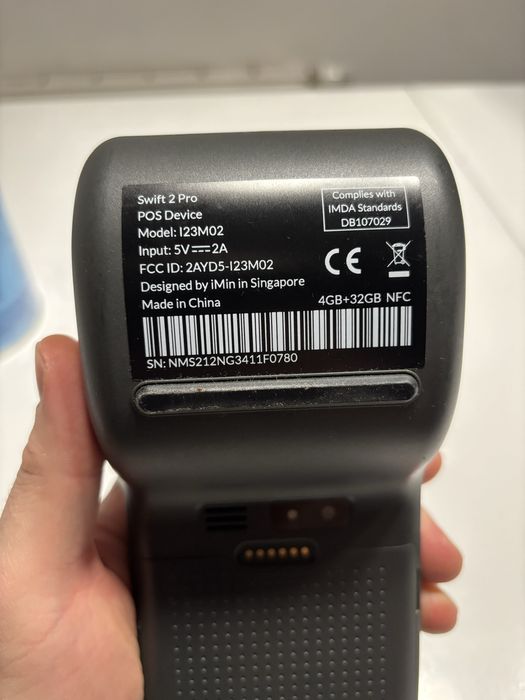 Swift 2 Pro
POS Device
Model: I23M02
Input: 5V⎓2A
FCC ID: 2AYD5-I23M02
Designed by iMin in Singapore
Made in China
Complies with
IMDA Standards
DB107029
CE
4GB+32GB NFC
SN: NMS212NG3411F0780